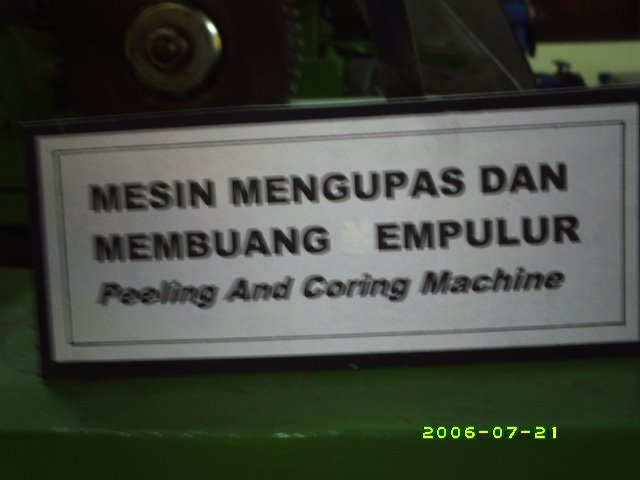 MESIN MENGUPAS DAN
MEMBUANG EMPULUR
Peeling And Coring Machine
2006-07-21